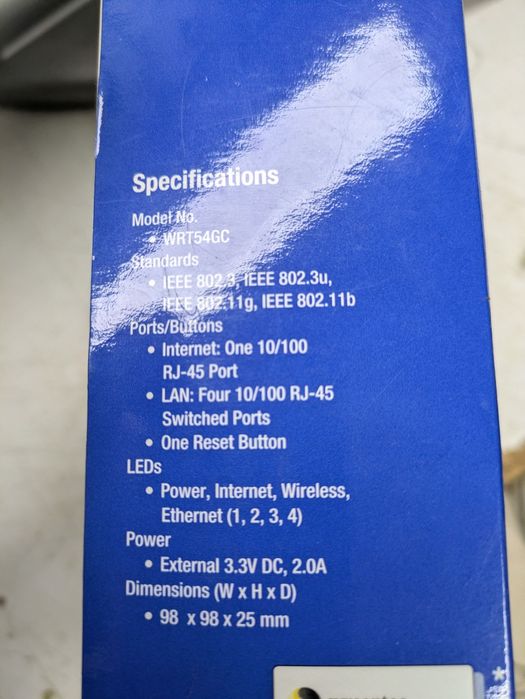 Specifications
Model No.
• WRT54GC
Standards
• IEEE 802.3, IEEE 802.3u,
IEEE 802.11g, IEEE 802.11b
Ports/Buttons
• Internet: One 10/100
RJ-45 Port
• LAN: Four 10/100 RJ-45
Switched Ports
• One Reset Button
LEDs
• Power, Internet, Wireless,
Ethernet (1, 2, 3, 4)
Power
• External 3.3V DC, 2.0A
Dimensions (W x H x D)
• 98 x 98 x 25 mm
*